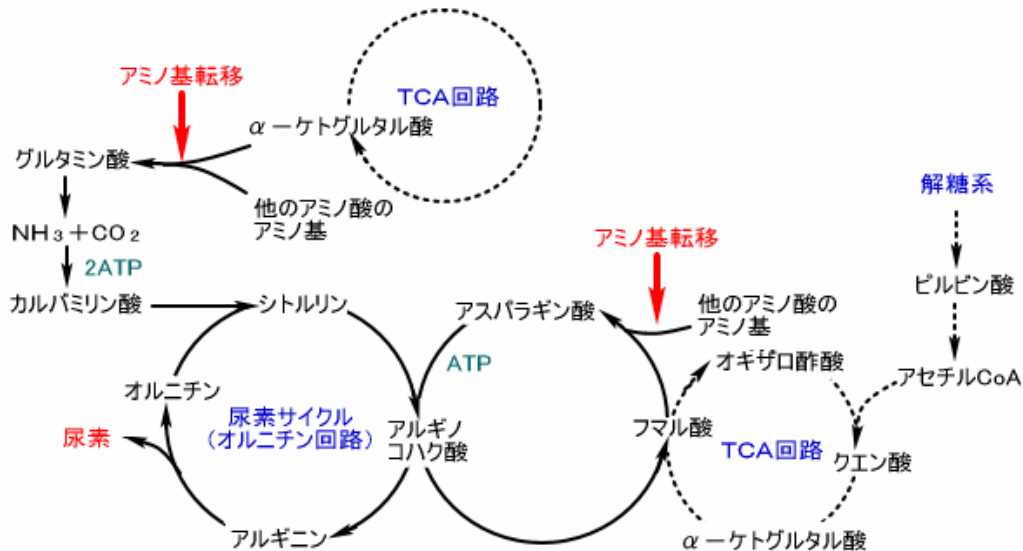 アミノ基転移
TCA回路
α－ケトグルタル酸
グルタミン酸
他のアミノ酸の
アミノ基
解糖系
NH₃＋CO₂
アミノ基転移
2ATP
ピルビン酸
カルバミリン酸
シトルリン
アスパラギン酸
他のアミノ酸の
アミノ基
ATP
オギザロ酢酸
アセチルCoA
オルニチン
尿素サイクル
（オルニチン回路）
アルギノ
コハク酸
フマル酸
尿素
TCA回路
クエン酸
アルギニン
α－ケトグルタル酸